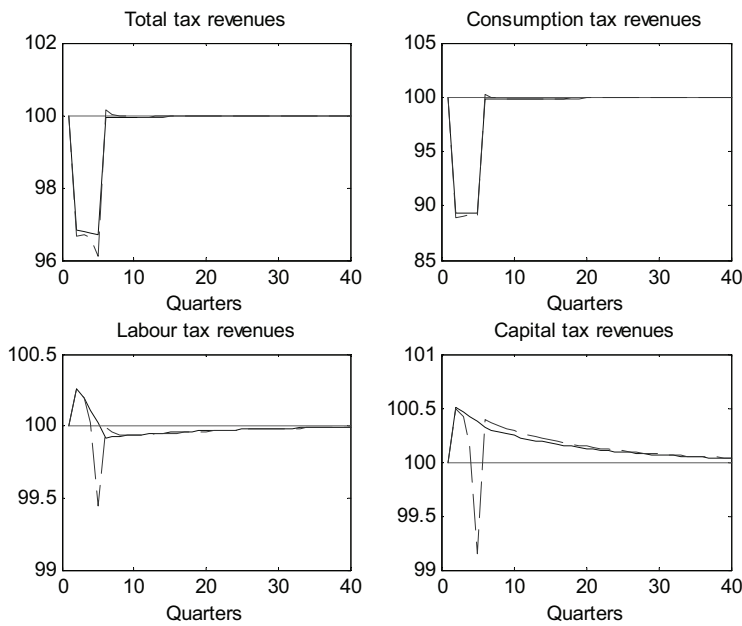 Total tax revenues
102
100
98
96
0 10 20 30 40
Quarters
Consumption tax revenues
105
100
95
90
85
0 10 20 30 40
Quarters
Labour tax revenues
100.5
100
99.5
99
0 10 20 30 40
Quarters
Capital tax revenues
101
100.5
100
99.5
99
0 10 20 30 40
Quarters